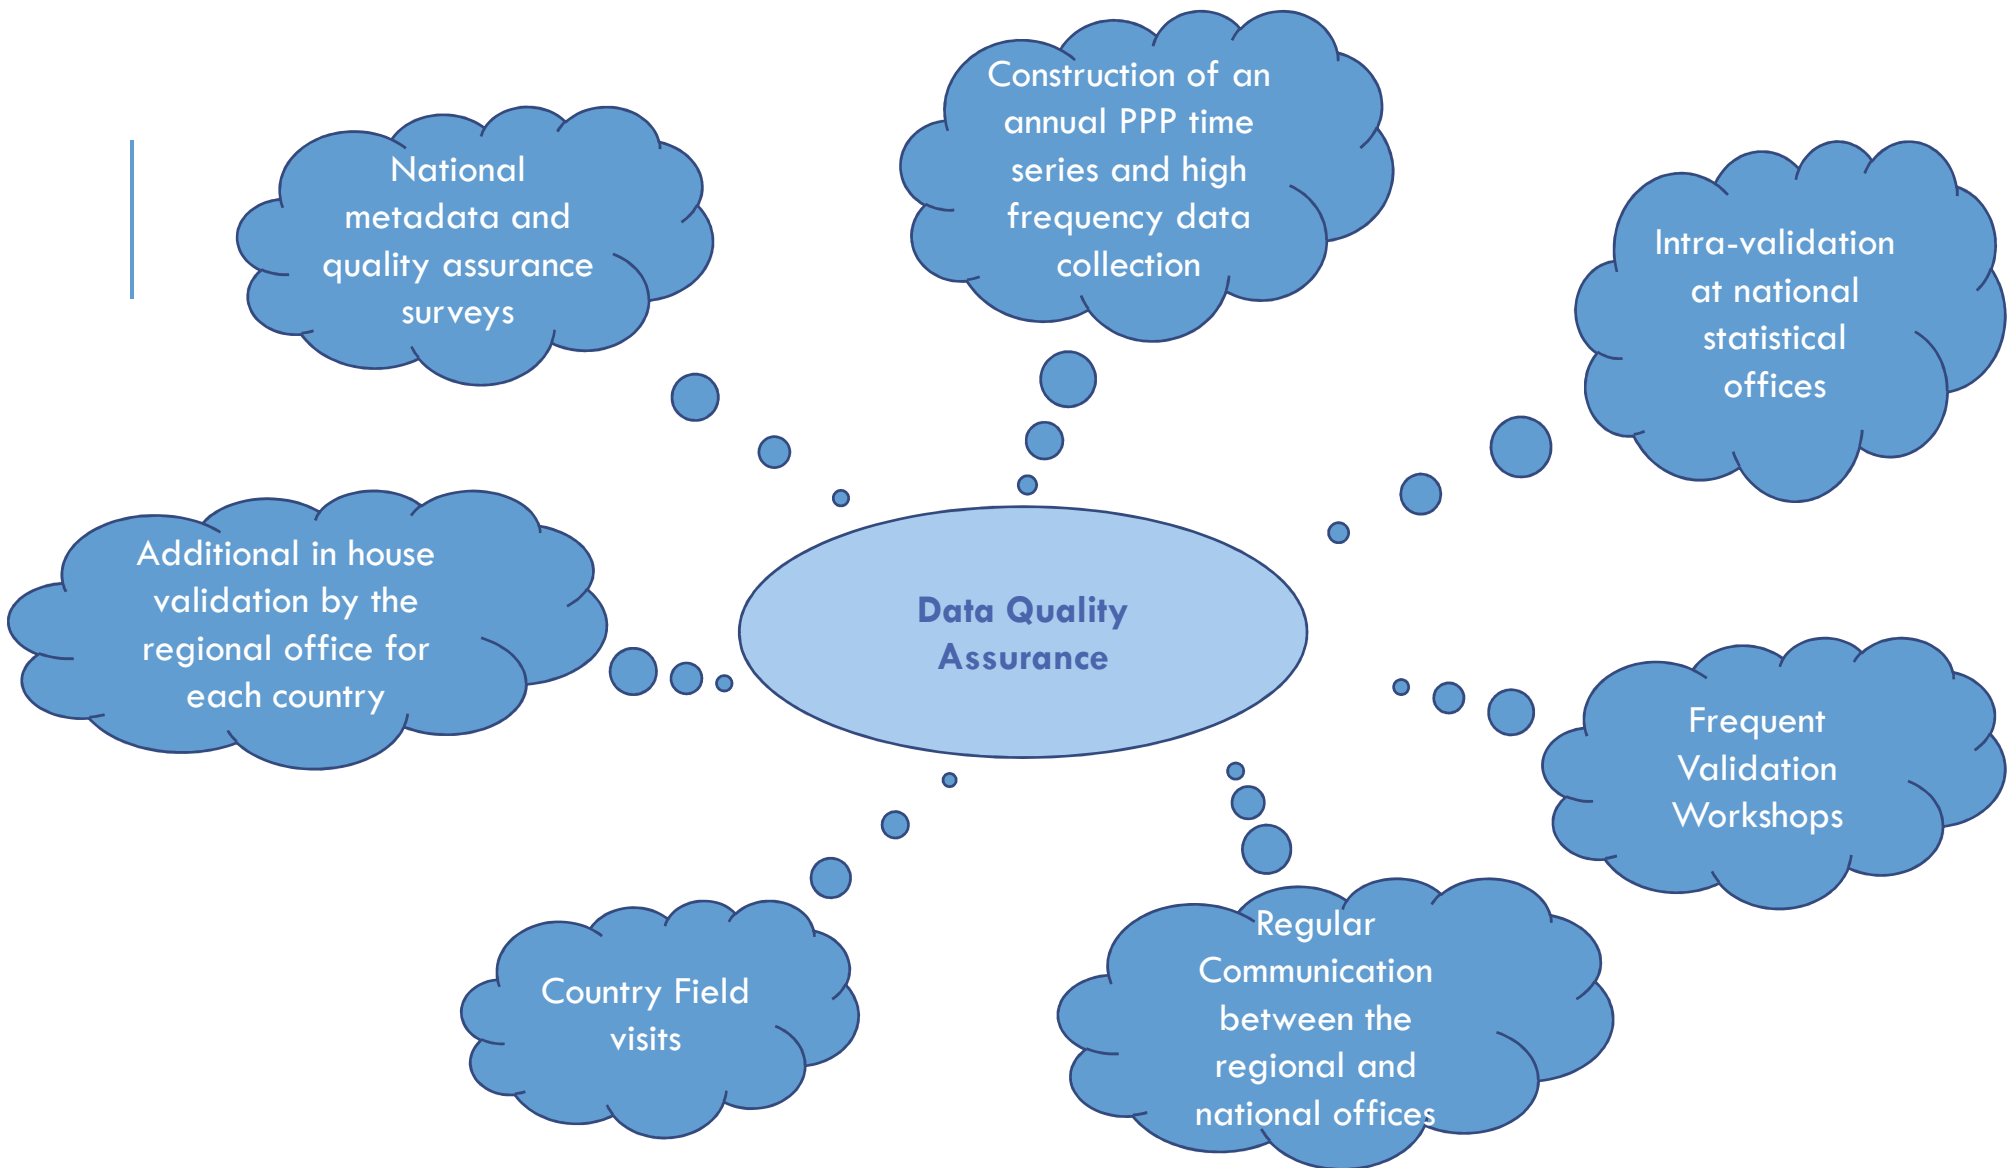 Construction of an
annual PPP time
series and high
frequency data
collection
National
metadata and
quality assurance
surveys
Intra-validation
at national
statistical
offices
Additional in house
validation by the
regional office for
each country
Data Quality
Assurance
Frequent
Validation
Workshops
Country Field
visits
Regular
Communication
between the
regional and
national offices